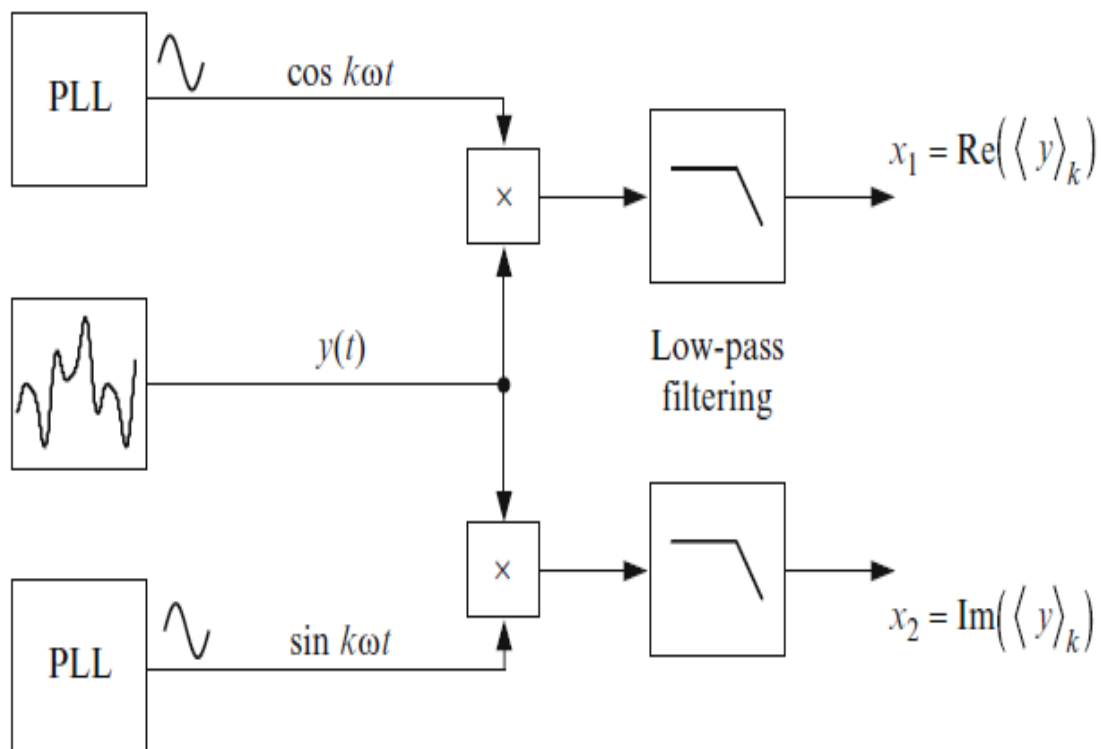 PLL
cos kωt
×
x₁ = Re(⟨y⟩ₖ)
y(t)
Low-pass
filtering
×
PLL
sin kωt
x₂ = Im(⟨y⟩ₖ)